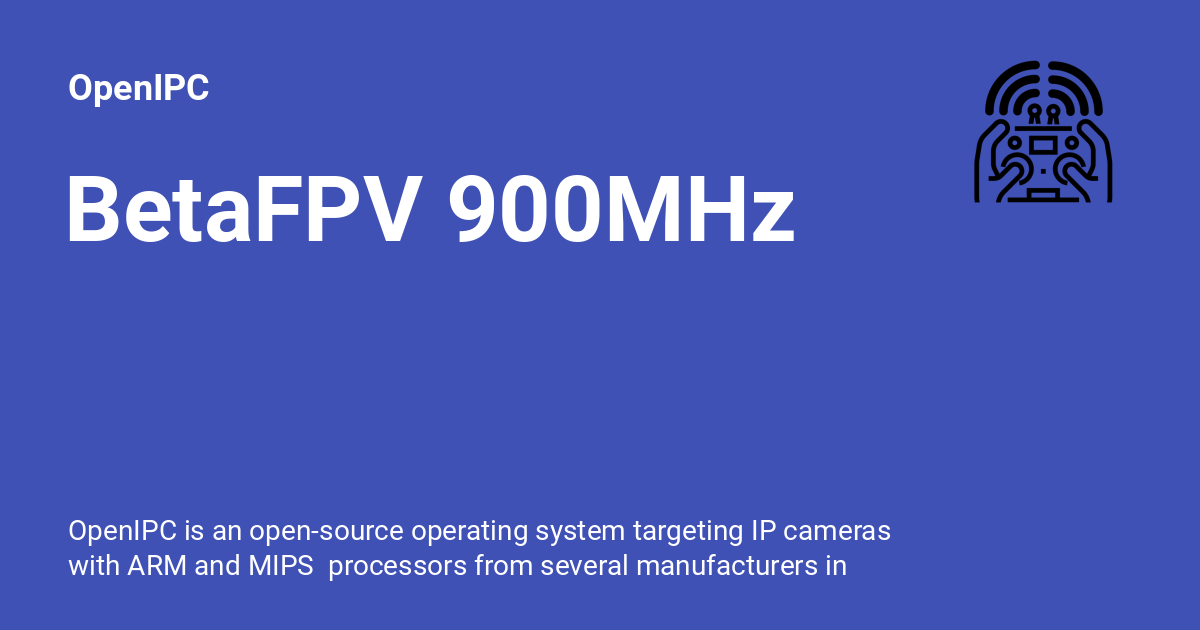 OpenIPC
BetaFPV 900MHz
OpenIPC is an open-source operating system targeting IP cameras
with ARM and MIPS  processors from several manufacturers in